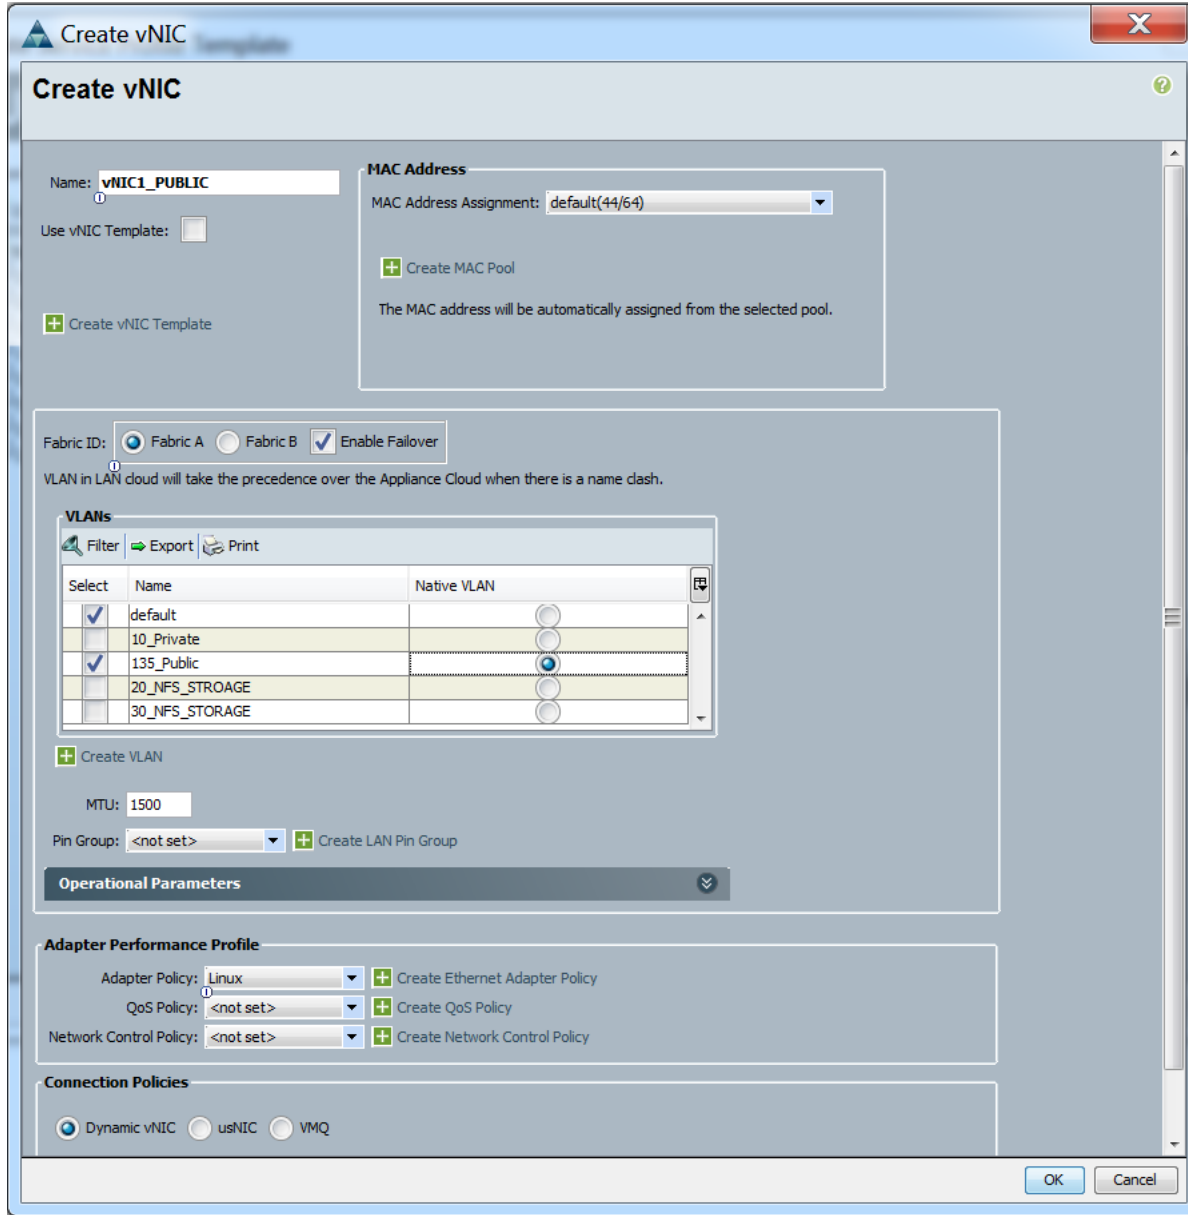 Create vNIC
Template
Create vNIC
Name: vNIC1_PUBLIC
Use vNIC Template:
Create vNIC Template
MAC Address
MAC Address Assignment: default(44/64)
Create MAC Pool
The MAC address will be automatically assigned from the selected pool.
Fabric ID: Fabric A Fabric B Enable Failover
VLAN in LAN cloud will take the precedence over the Appliance Cloud when there is a name clash.
VLANs
Filter Export Print
Select Name Native VLAN
default
10_Private
135_Public
20_NFS_STROAGE
30_NFS_STORAGE
Create VLAN
MTU: 1500
Pin Group: <not set> Create LAN Pin Group
Operational Parameters
Adapter Performance Profile
Adapter Policy: Linux Create Ethernet Adapter Policy
QoS Policy: <not set> Create QoS Policy
Network Control Policy: <not set> Create Network Control Policy
Connection Policies
Dynamic vNIC usNIC VMQ
OK Cancel